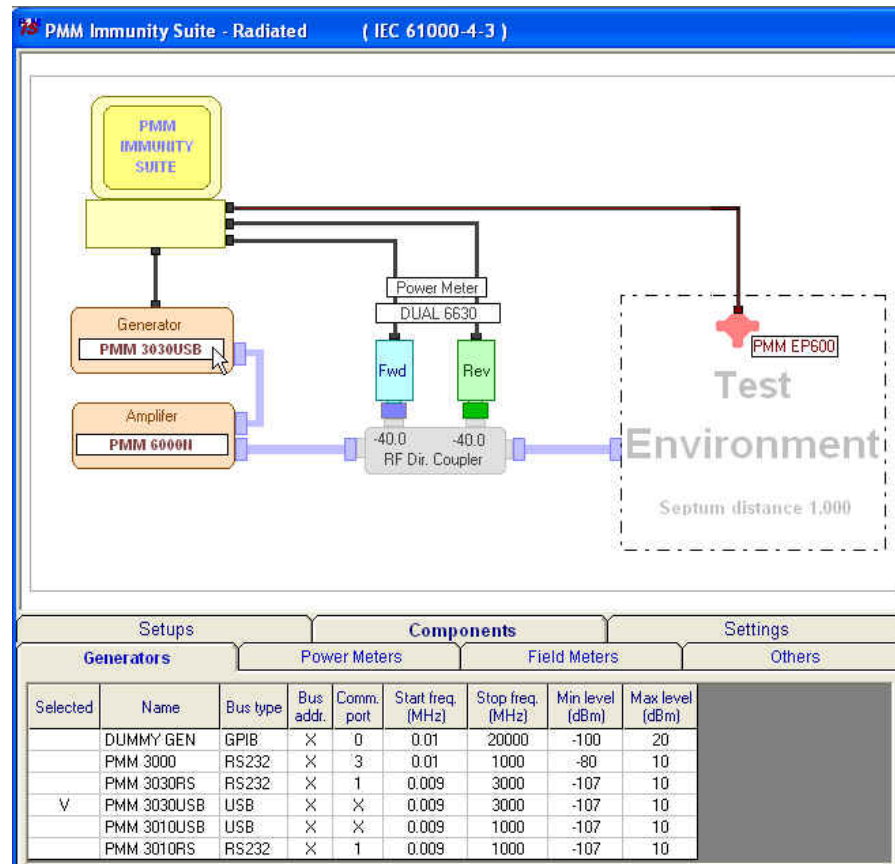 PMM Immunity Suite - Radiated ( IEC 61000-4-3 )
PMM
IMMUNITY
SUITE
Power Meter
DUAL 6630
Generator
PMM 3030USB
Fwd
Rev
PMM EP600
Test
Environment
Septum distance 1.000
Amplifer
PMM 6000N
-40.0 -40.0
RF Dir. Coupler
Setups Components Settings
Generators Power Meters Field Meters Others
Selected Name Bus type Bus addr. Comm. port Start freq. (MHz) Stop freq. (MHz) Min level (dBm) Max level (dBm)
DUMMY GEN GPIB X 0 0.01 20000 -100 20
PMM 3000 RS232 X 3 0.01 1000 -80 10
PMM 3030RS RS232 X 1 0.009 3000 -107 10
V PMM 3030USB USB X X 0.009 3000 -107 10
PMM 3010USB USB X X 0.009 1000 -107 10
PMM 3010RS RS232 X 1 0.009 1000 -107 10